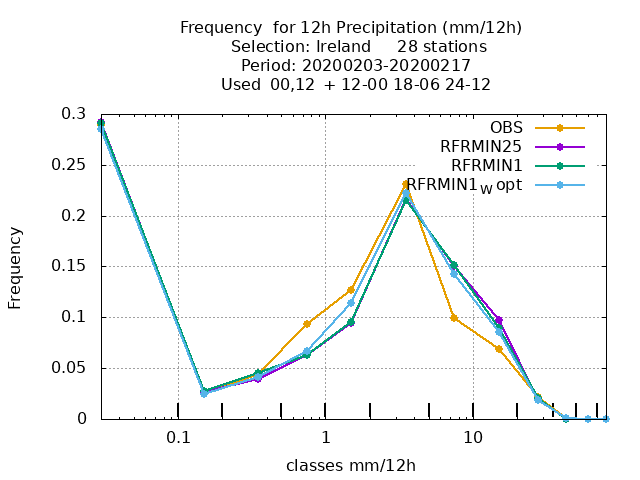 Frequency  for 12h Precipitation (mm/12h)
Selection: Ireland     28 stations
Period: 20200203-20200217
Used  00,12  + 12-00 18-06 24-12
OBS
RFRMIN25
RFRMIN1
RFRMIN1_W opt
0.3
0.25
0.2
0.15
0.1
0.05
0
Frequency
0.1 1 10
classes mm/12h